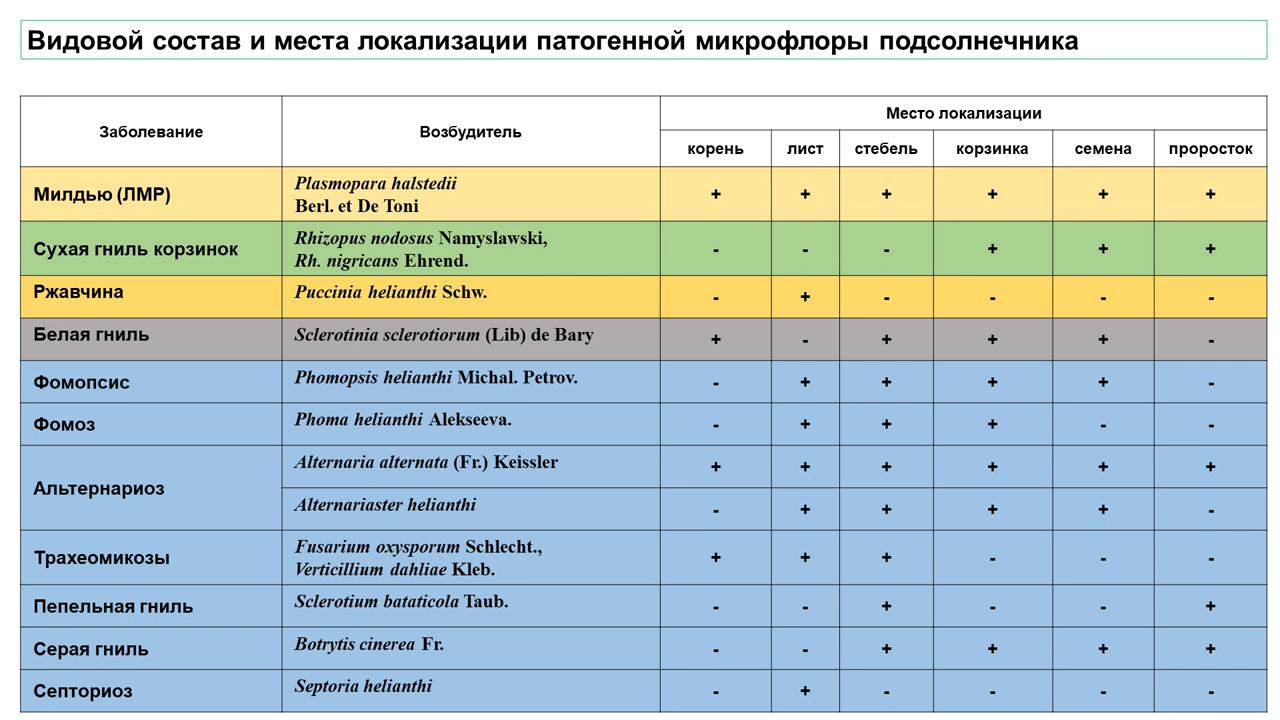 Видовой состав и места локализации патогенной микрофлоры подсолнечника
Заболевание
Возбудитель
Место локализации
корень лист стебель корзинка семена проросток
Милдью (ЛМР)
Plasmopara halstedii
Berl. et De Toni
+ + + + + +
Сухая гниль корзинок
Rhizopus nodosus Namyslawski,
Rh. nigricans Ehrend.
- - - + + +
Ржавчина
Puccinia helianthi Schw.
- + - - - -
Белая гниль
Sclerotinia sclerotiorum (Lib) de Bary
+ - + + + -
Фомопсис
Phomopsis helianthi Michal. Petrov.
- + + + + -
Фомоз
Phoma helianthi Alekseeva.
- + + + - -
Альтернариоз
Alternaria alternata (Fr.) Keissler
+ + + + + +
Alternariaster helianthi
- + + + + -
Трахеомикозы
Fusarium oxysporum Schlecht.,
Verticillium dahliae Kleb.
+ + + - - -
Пепельная гниль
Sclerotium bataticola Taub.
- - + - - +
Серая гниль
Botrytis cinerea Fr.
- - + + + +
Септориоз
Septoria helianthi
- + - - - -